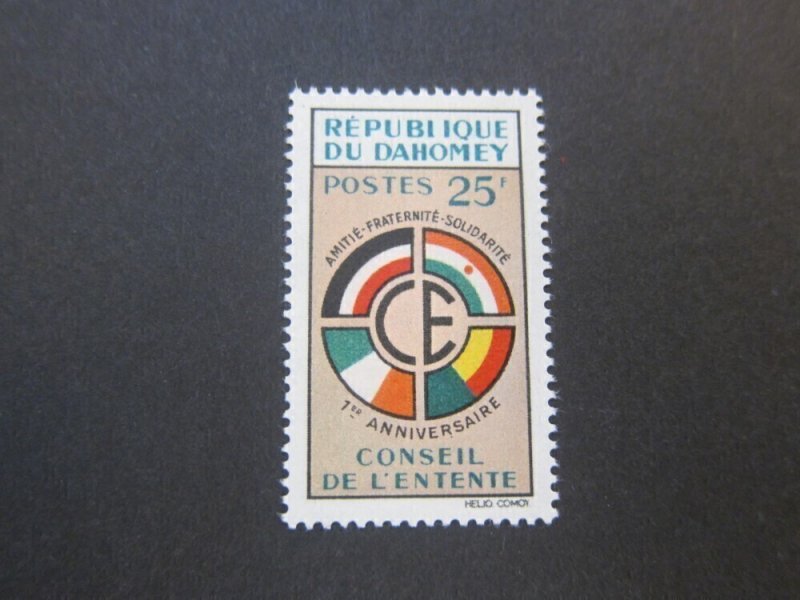 RÉPUBLIQUE
DU DAHOMEY
POSTES 25F
AMITIÉ-FRATERNITÉ-SOLIDARITÉ
CE
1ER ANNIVERSAIRE
CONSEIL
DE L'ENTENTE
HELIO COMOY